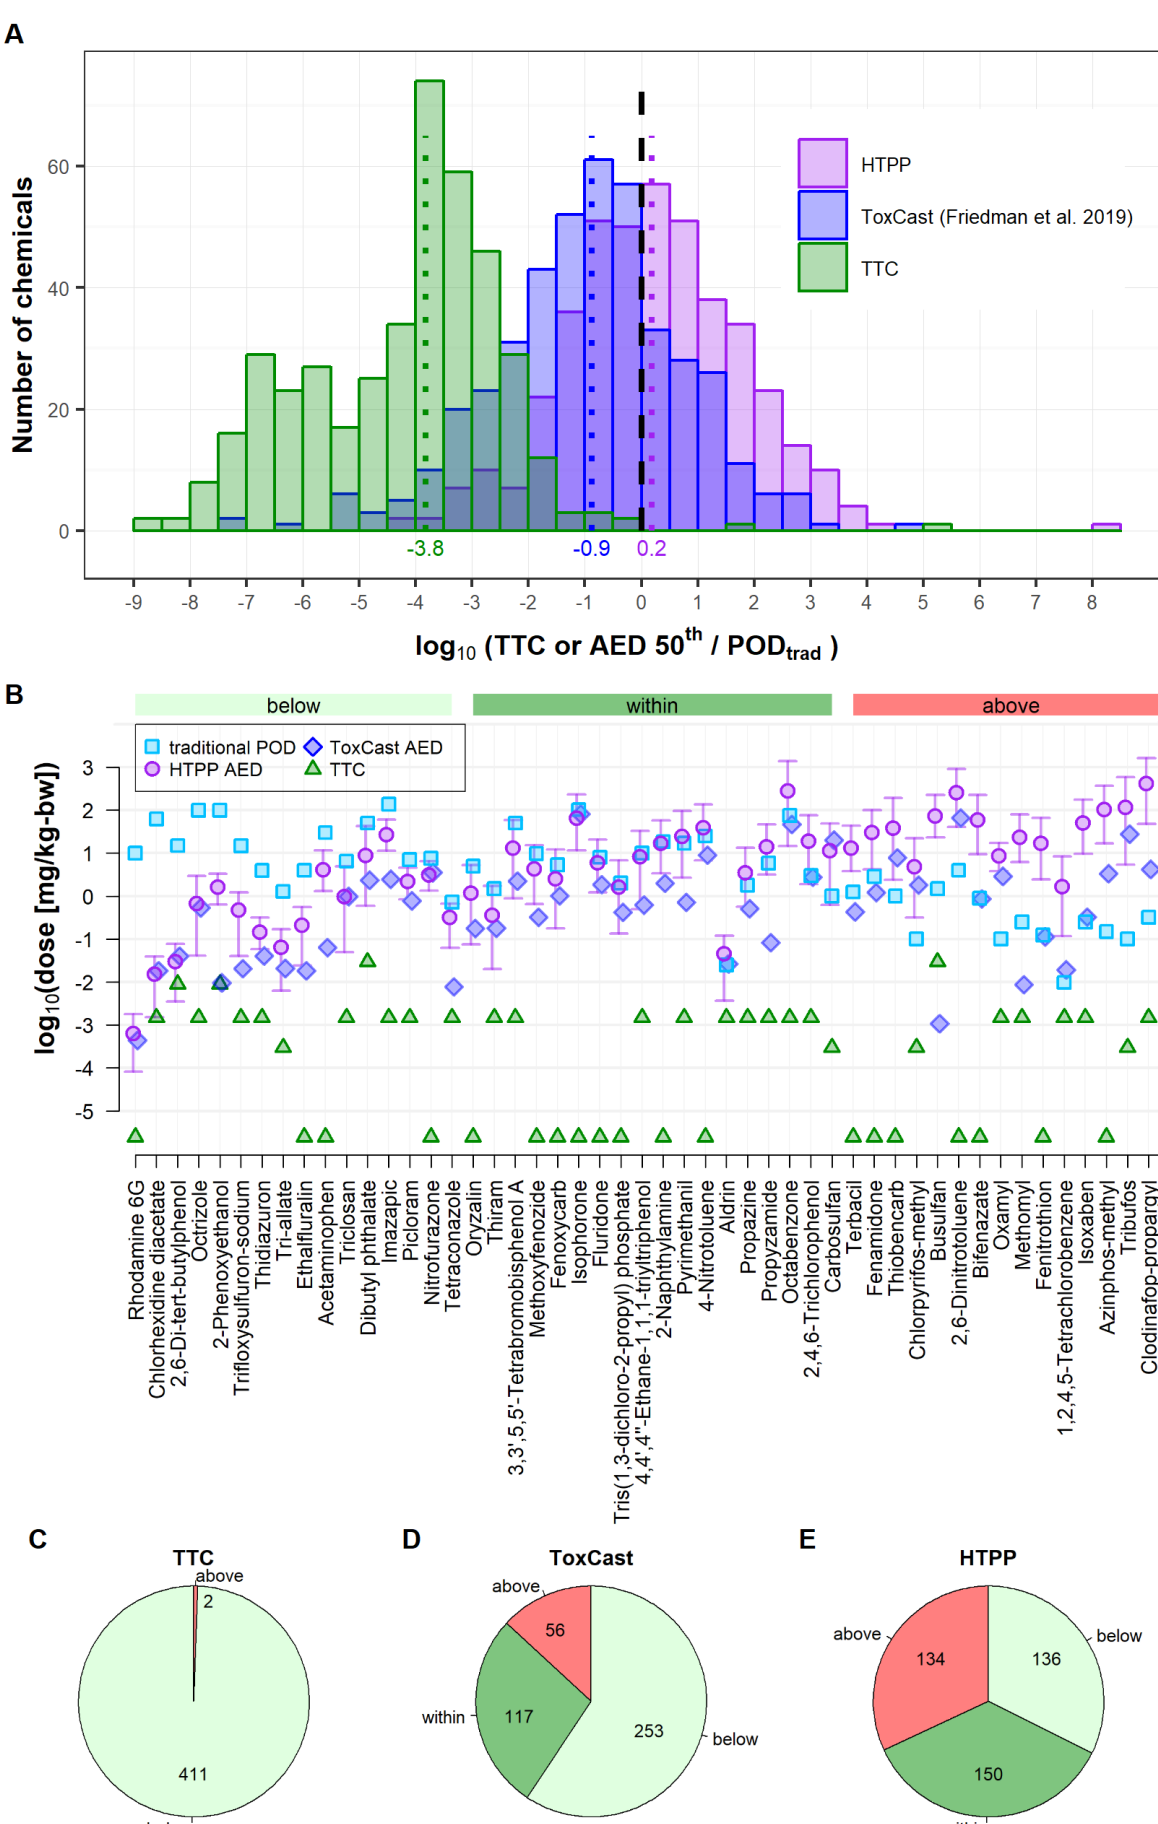 A
Number of chemicals
60
40
20
0
HTPP
ToxCast (Friedman et al. 2019)
TTC
-3.8
-0.9
0.2
-9 -8 -7 -6 -5 -4 -3 -2 -1 0 1 2 3 4 5 6 7 8
log10 (TTC or AED 50th / PODtrad )
B
below within above
traditional POD ToxCast AED
HTPP AED TTC
log10(dose [mg/kg-bw])
3
2
1
0
-1
-2
-3
-4
-5
Rhodamine 6G
Chlorhexidine diacetate
2,6-Di-tert-butylphenol
Octrizole
2-Phenoxyethanol
Trifloxysulfuron-sodium
Thidiazuron
Tri-allate
Ethalfluralin
Acetaminophen
Triclosan
Dibutyl phthalate
Imazapic
Picloram
Nitrofurazone
Tetraconazole
Oryzalin
Thiram
3,3',5,5'-Tetrabromobisphenol A
Methoxyfenozide
Fenoxycarb
Isophorone
Fluridone
Tris(1,3-dichloro-2-propyl) phosphate
4,4',4"-Ethane-1,1,1-triyltriphenol
2-Naphthylamine
Pyrimethanil
4-Nitrotoluene
Aldrin
Propazine
Propyzamide
Octabenzone
2,4,6-Trichlorophenol
Carbosulfan
Terbacil
Fenamidone
Thiobencarb
Chlorpyrifos-methyl
Busulfan
2,6-Dinitrotoluene
Bifenazate
Oxamyl
Methomyl
Fenitrothion
1,2,4,5-Tetrachlorobenzene
Isoxaben
Azinphos-methyl
Tribufos
Clodinafop-propargyl
C
TTC
above
2
411
D
ToxCast
above
56
within
117
253
below
E
HTPP
above
134
136
below
150